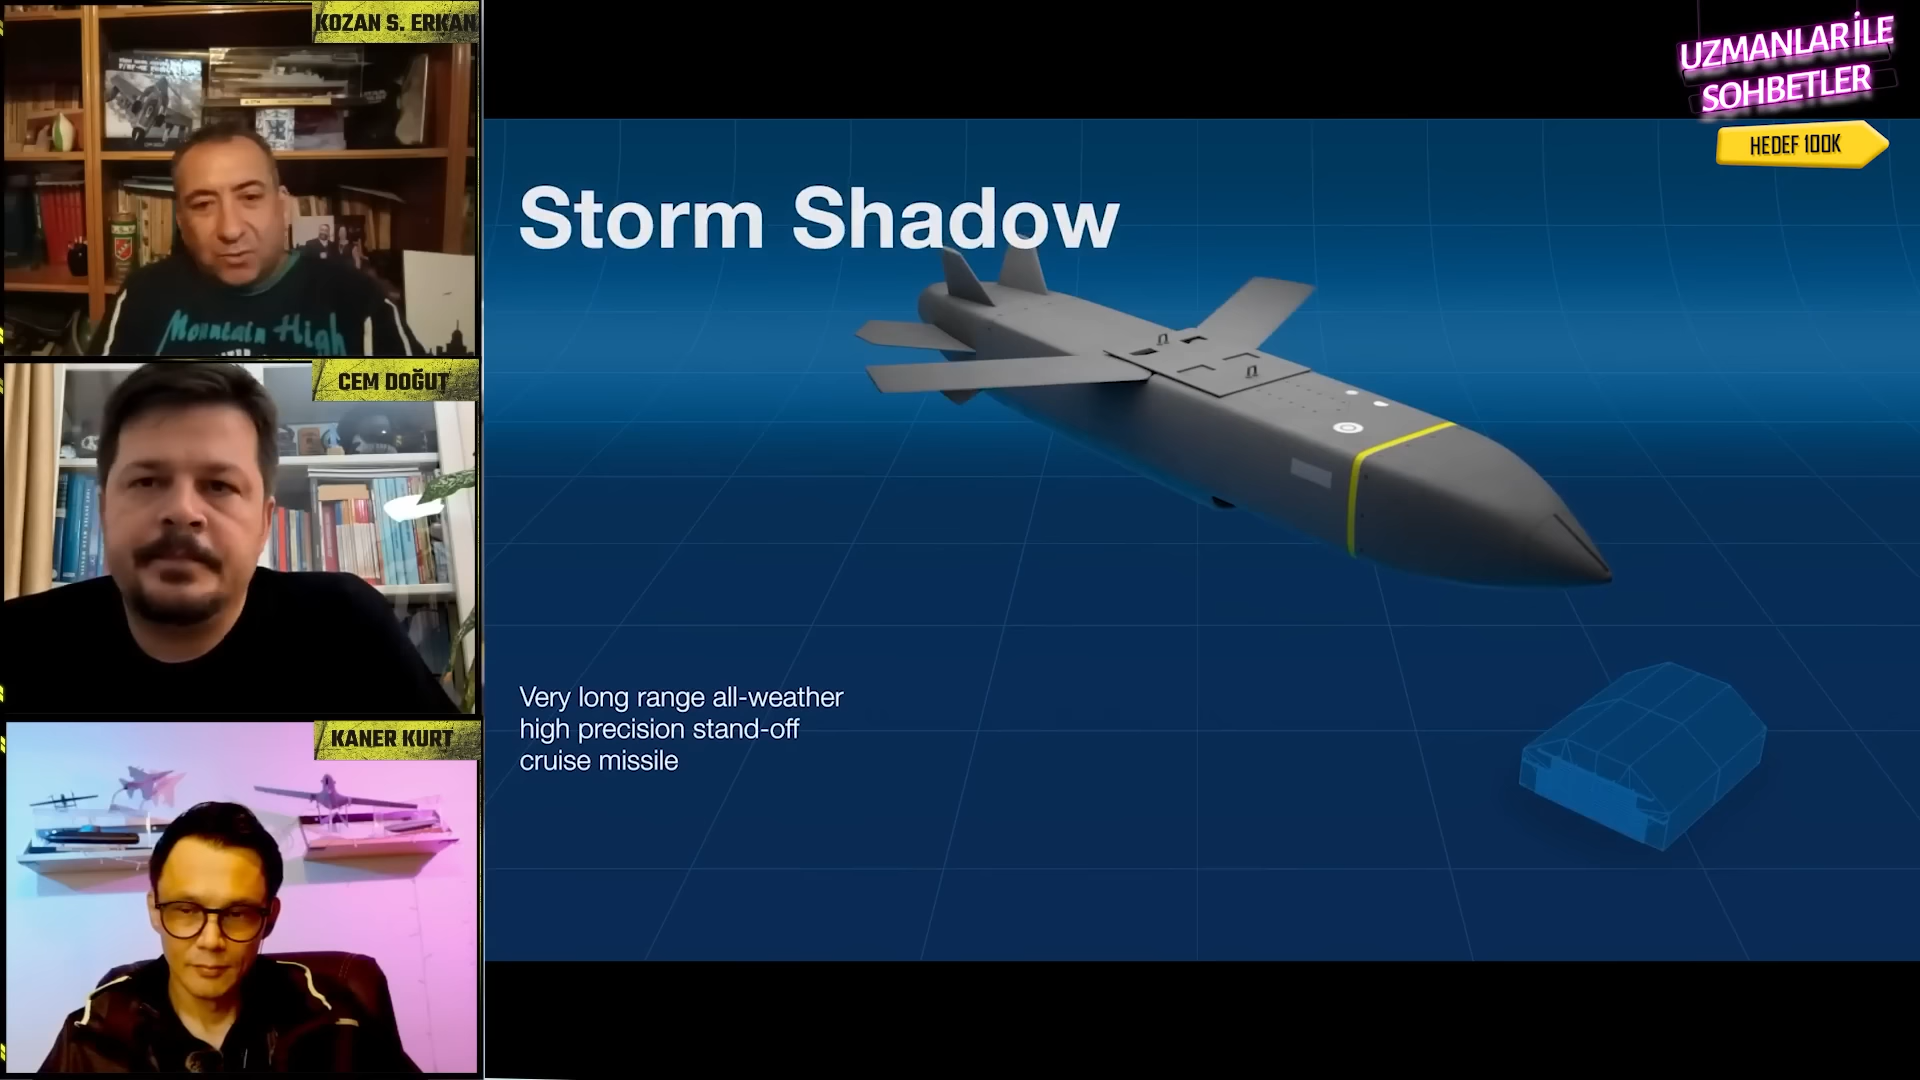 KOZAN S. ERKAN
Mountain High
CEM DOĞUT
KANER KURT
UZMANLAR İLE
SOHBETLER
HEDEF 100K
Storm Shadow
Very long range all-weather
high precision stand-off
cruise missile